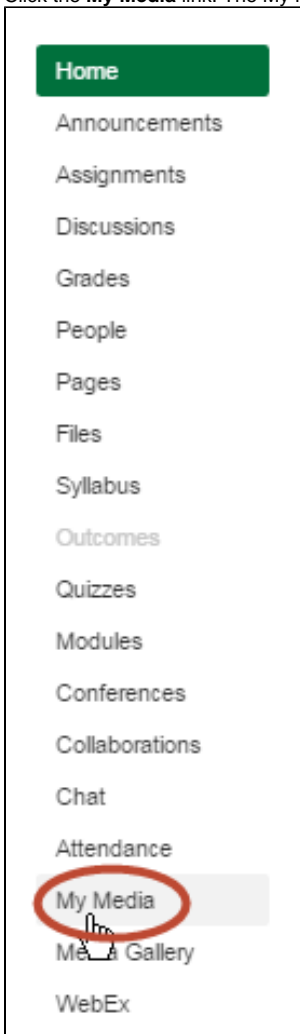 Click the My Media link. The My
Home
Announcements
Assignments
Discussions
Grades
People
Pages
Files
Syllabus
Outcomes
Quizzes
Modules
Conferences
Collaborations
Chat
Attendance
My Media
Media Gallery
WebEx